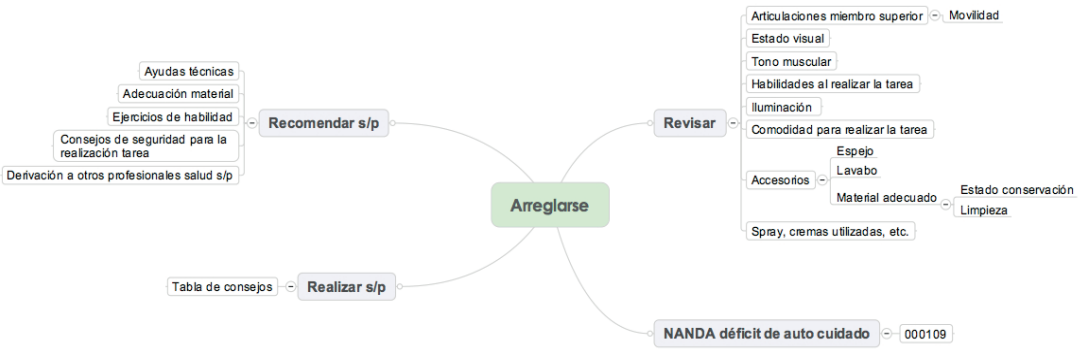 Arreglarse
Recomendar s/p
Ayudas técnicas
Adecuación material
Ejercicios de habilidad
Consejos de seguridad para la
realización tarea
Derivación a otros profesionales salud s/p
Realizar s/p
Tabla de consejos
Revisar
Articulaciones miembro superior
Movilidad
Estado visual
Tono muscular
Habilidades al realizar la tarea
Iluminación
Comodidad para realizar la tarea
Accesorios
Espejo
Lavabo
Material adecuado
Estado conservación
Limpieza
Spray, cremas utilizadas, etc.
NANDA déficit de auto cuidado
000109